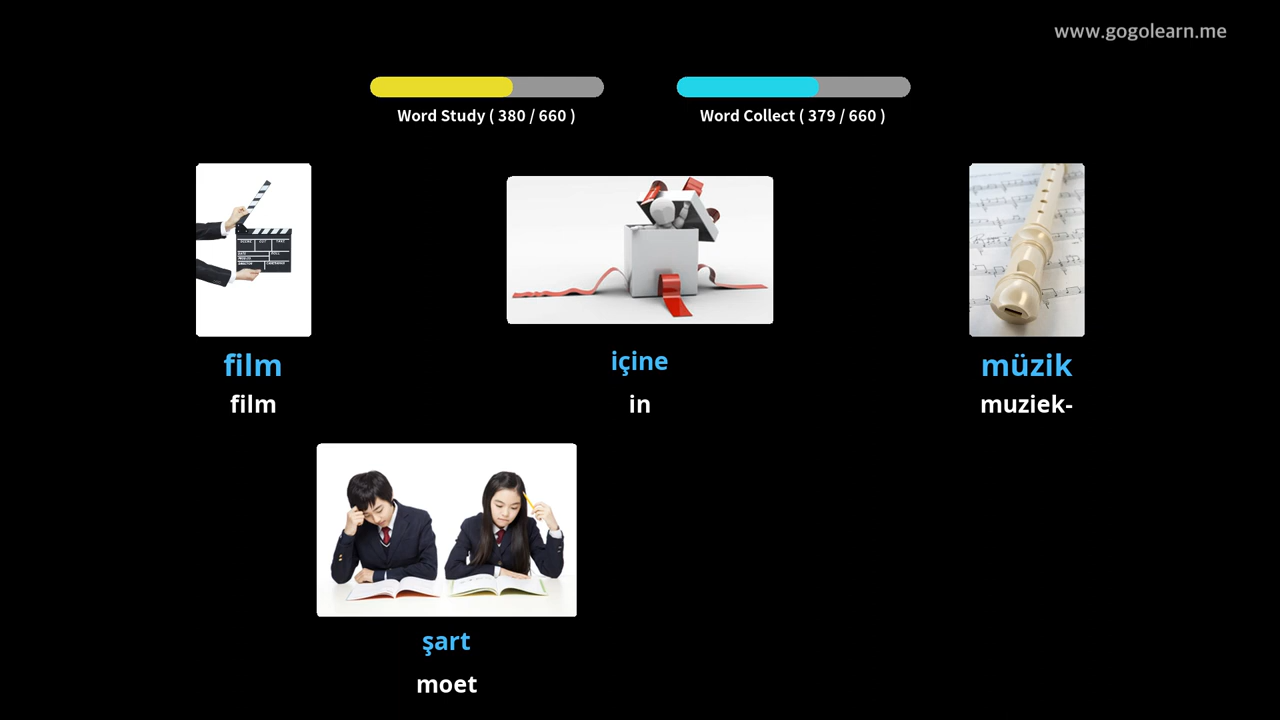 www.gogolearn.me
Word Study ( 380 / 660 )
Word Collect ( 379 / 660 )
film
film
içine
in
müzik
muziek-
şart
moet